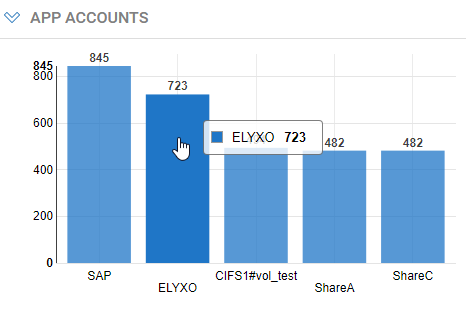 APP ACCOUNTS
845
845
800
723
600
ELYXO 723
482
482
400
200
0
SAP
ELYXO
CIFS1#vol_test
ShareA
ShareC